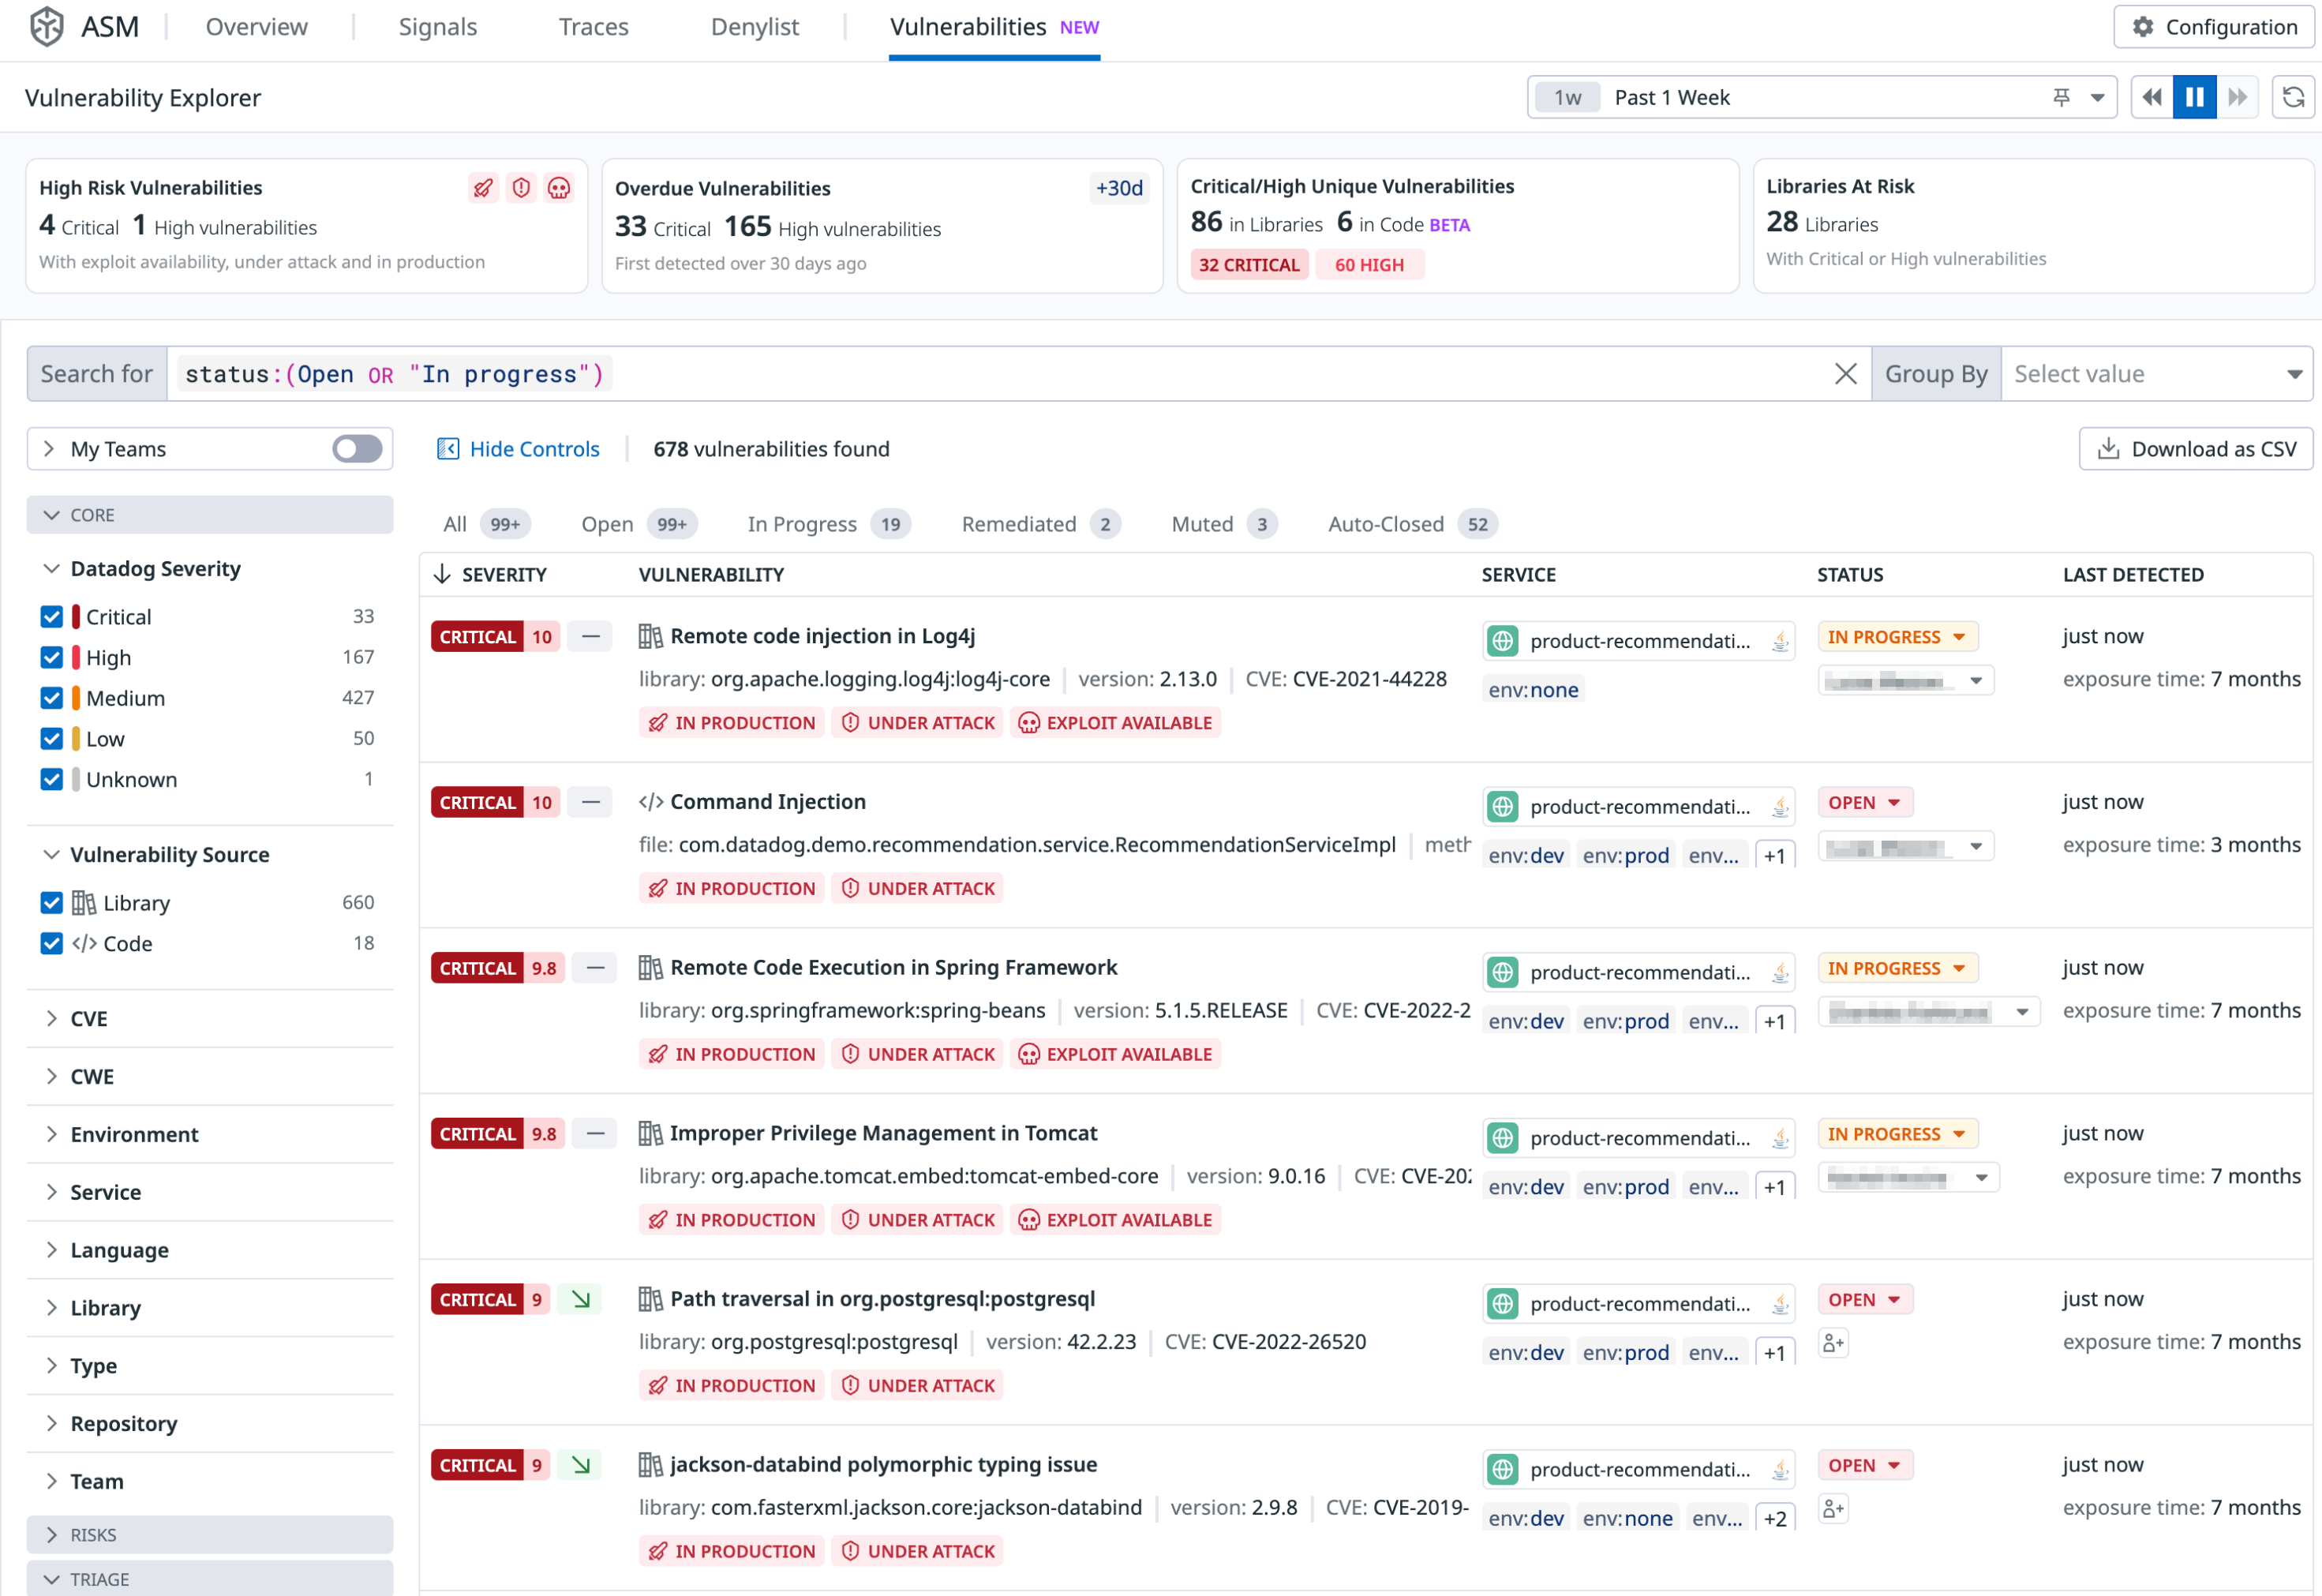 ASM Overview Signals Traces Denylist Vulnerabilities NEW Configuration
Vulnerability Explorer 1w Past 1 Week
High Risk Vulnerabilities
4 Critical 1 High vulnerabilities
With exploit availability, under attack and in production
Overdue Vulnerabilities +30d
33 Critical 165 High vulnerabilities
First detected over 30 days ago
Critical/High Unique Vulnerabilities
86 in Libraries 6 in Code BETA
32 CRITICAL 60 HIGH
Libraries At Risk
28 Libraries
With Critical or High vulnerabilities
Search for status:(Open OR "In progress") Group By Select value
My Teams
CORE
Datadog Severity
Critical 33
High 167
Medium 427
Low 50
Unknown 1
Vulnerability Source
Library 660
Code 18
CVE
CWE
Environment
Service
Language
Library
Type
Repository
Team
RISKS
TRIAGE
Hide Controls 678 vulnerabilities found Download as CSV
All 99+ Open 99+ In Progress 19 Remediated 2 Muted 3 Auto-Closed 52
SEVERITY VULNERABILITY SERVICE STATUS LAST DETECTED
CRITICAL 10 — Remote code injection in Log4j product-recommendati... IN PROGRESS just now
library: org.apache.logging.log4j:log4j-core version: 2.13.0 CVE: CVE-2021-44228 env:none exposure time: 7 months
IN PRODUCTION UNDER ATTACK EXPLOIT AVAILABLE
CRITICAL 10 — </> Command Injection product-recommendati... OPEN just now
file: com.datadog.demo.recommendation.service.RecommendationServiceImpl meth env:dev env:prod env... +1 exposure time: 3 months
IN PRODUCTION UNDER ATTACK
CRITICAL 9.8 — Remote Code Execution in Spring Framework product-recommendati... IN PROGRESS just now
library: org.springframework:spring-beans version: 5.1.5.RELEASE CVE: CVE-2022-2 env:dev env:prod env... +1 exposure time: 7 months
IN PRODUCTION UNDER ATTACK EXPLOIT AVAILABLE
CRITICAL 9.8 — Improper Privilege Management in Tomcat product-recommendati... IN PROGRESS just now
library: org.apache.tomcat.embed:tomcat-embed-core version: 9.0.16 CVE: CVE-202 env:dev env:prod env... +1 exposure time: 7 months
IN PRODUCTION UNDER ATTACK EXPLOIT AVAILABLE
CRITICAL 9 Path traversal in org.postgresql:postgresql product-recommendati... OPEN just now
library: org.postgresql:postgresql version: 42.2.23 CVE: CVE-2022-26520 env:dev env:prod env... +1 exposure time: 7 months
IN PRODUCTION UNDER ATTACK
CRITICAL 9 jackson-databind polymorphic typing issue product-recommendati... OPEN just now
library: com.fasterxml.jackson.core:jackson-databind version: 2.9.8 CVE: CVE-2019- env:dev env:none env... +2 exposure time: 7 months
IN PRODUCTION UNDER ATTACK